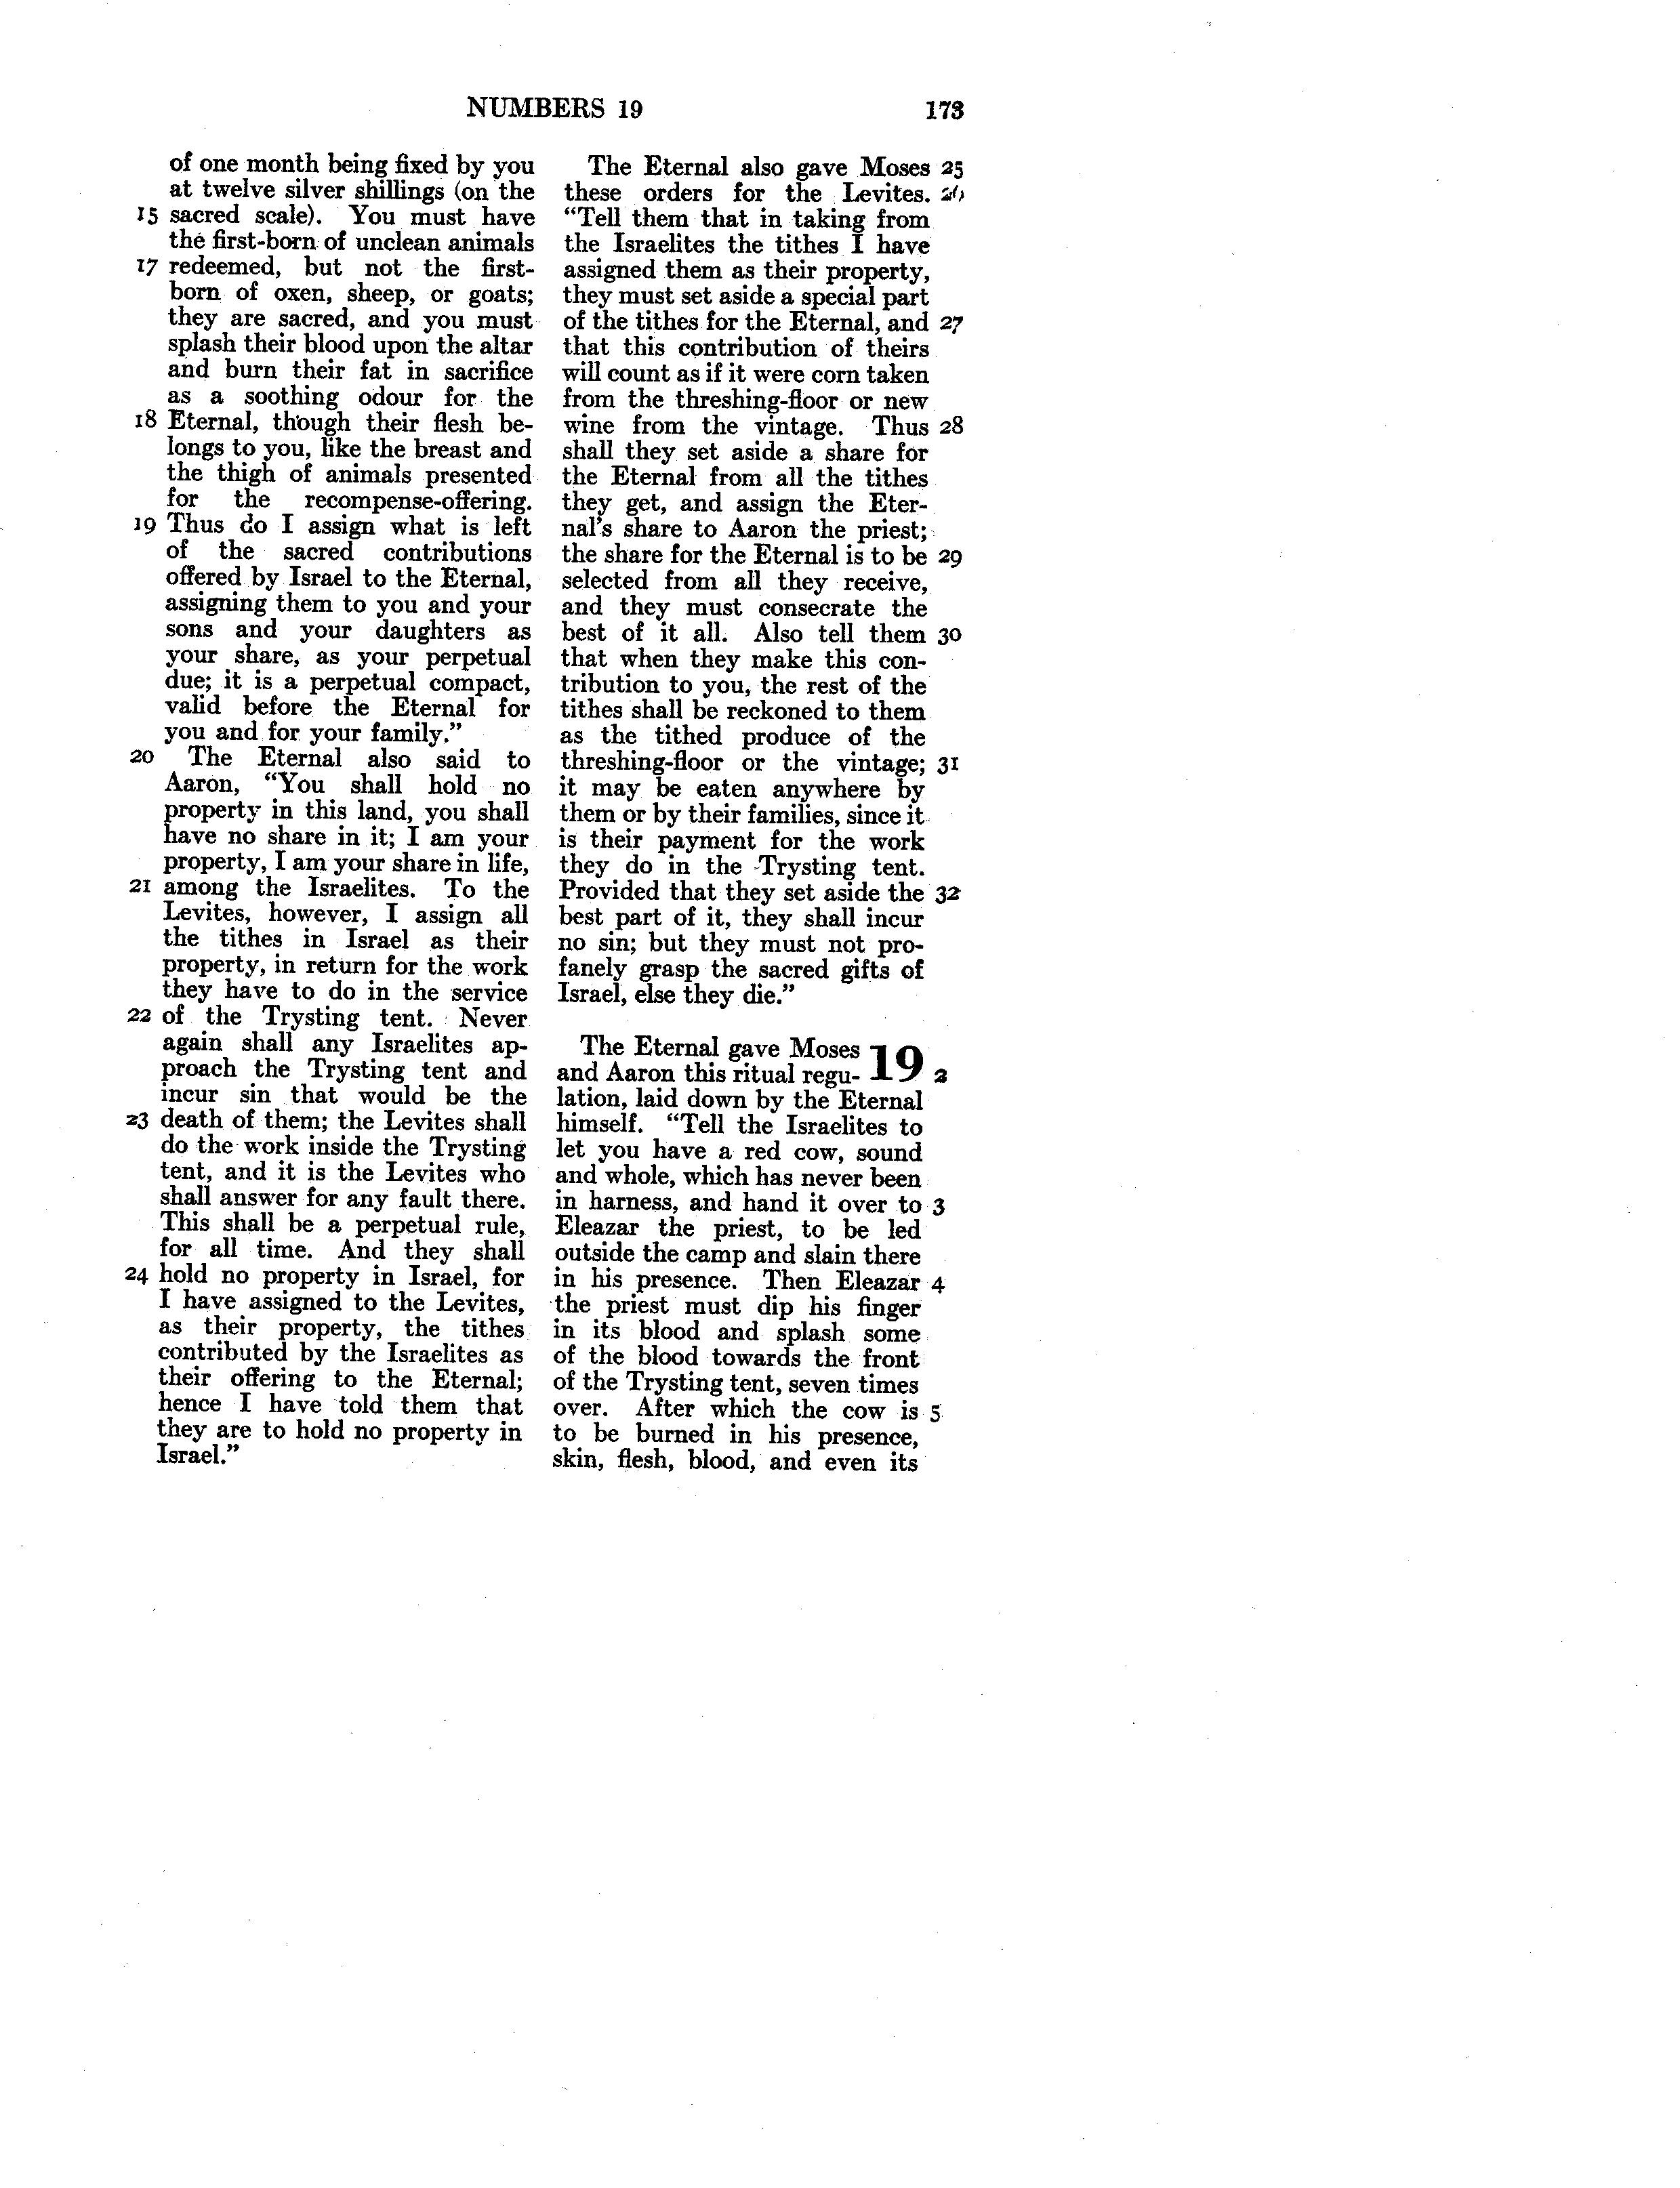 NUMBERS 19 173
of one month being fixed by you
at twelve silver shillings (on the
15 sacred scale). You must have
the first-born of unclean animals
17 redeemed, but not the first-
born of oxen, sheep, or goats;
they are sacred, and you must
splash their blood upon the altar
and burn their fat in sacrifice
as a soothing odour for the
18 Eternal, though their flesh be-
longs to you, like the breast and
the thigh of animals presented
for the recompense-offering.
19 Thus do I assign what is left
of the sacred contributions
offered by Israel to the Eternal,
assigning them to you and your
sons and your daughters as
your share, as your perpetual
due; it is a perpetual compact,
valid before the Eternal for
you and for your family.”
20 The Eternal also said to
Aaron, “You shall hold no
property in this land, you shall
have no share in it; I am your
property, I am your share in life,
21 among the Israelites. To the
Levites, however, I assign all
the tithes in Israel as their
property, in return for the work
they have to do in the service
22 of the Trysting tent. Never
again shall any Israelites ap-
proach the Trysting tent and
incur sin that would be the
23 death of them; the Levites shall
do the work inside the Trysting
tent, and it is the Levites who
shall answer for any fault there.
This shall be a perpetual rule,
for all time. And they shall
24 hold no property in Israel, for
I have assigned to the Levites,
as their property, the tithes
contributed by the Israelites as
their offering to the Eternal;
hence I have told them that
they are to hold no property in
Israel.”
The Eternal also gave Moses 25
these orders for the Levites. 26
“Tell them that in taking from
the Israelites the tithes I have
assigned them as their property,
they must set aside a special part
of the tithes for the Eternal, and 27
that this contribution of theirs
will count as if it were corn taken
from the threshing-floor or new
wine from the vintage. Thus 28
shall they set aside a share for
the Eternal from all the tithes
they get, and assign the Eter-
nal’s share to Aaron the priest;
the share for the Eternal is to be 29
selected from all they receive,
and they must consecrate the
best of it all. Also tell them 30
that when they make this con-
tribution to you, the rest of the
tithes shall be reckoned to them
as the tithed produce of the
threshing-floor or the vintage; 31
it may be eaten anywhere by
them or by their families, since it
is their payment for the work
they do in the Trysting tent.
Provided that they set aside the 32
best part of it, they shall incur
no sin; but they must not pro-
fanely grasp the sacred gifts of
Israel, else they die.”
The Eternal gave Moses 19
and Aaron this ritual regu- 2
lation, laid down by the Eternal
himself. “Tell the Israelites to
let you have a red cow, sound
and whole, which has never been
in harness, and hand it over to 3
Eleazar the priest, to be led
outside the camp and slain there
in his presence. Then Eleazar 4
the priest must dip his finger
in its blood and splash some
of the blood towards the front
of the Trysting tent, seven times
over. After which the cow is 5
to be burned in his presence,
skin, flesh, blood, and even its